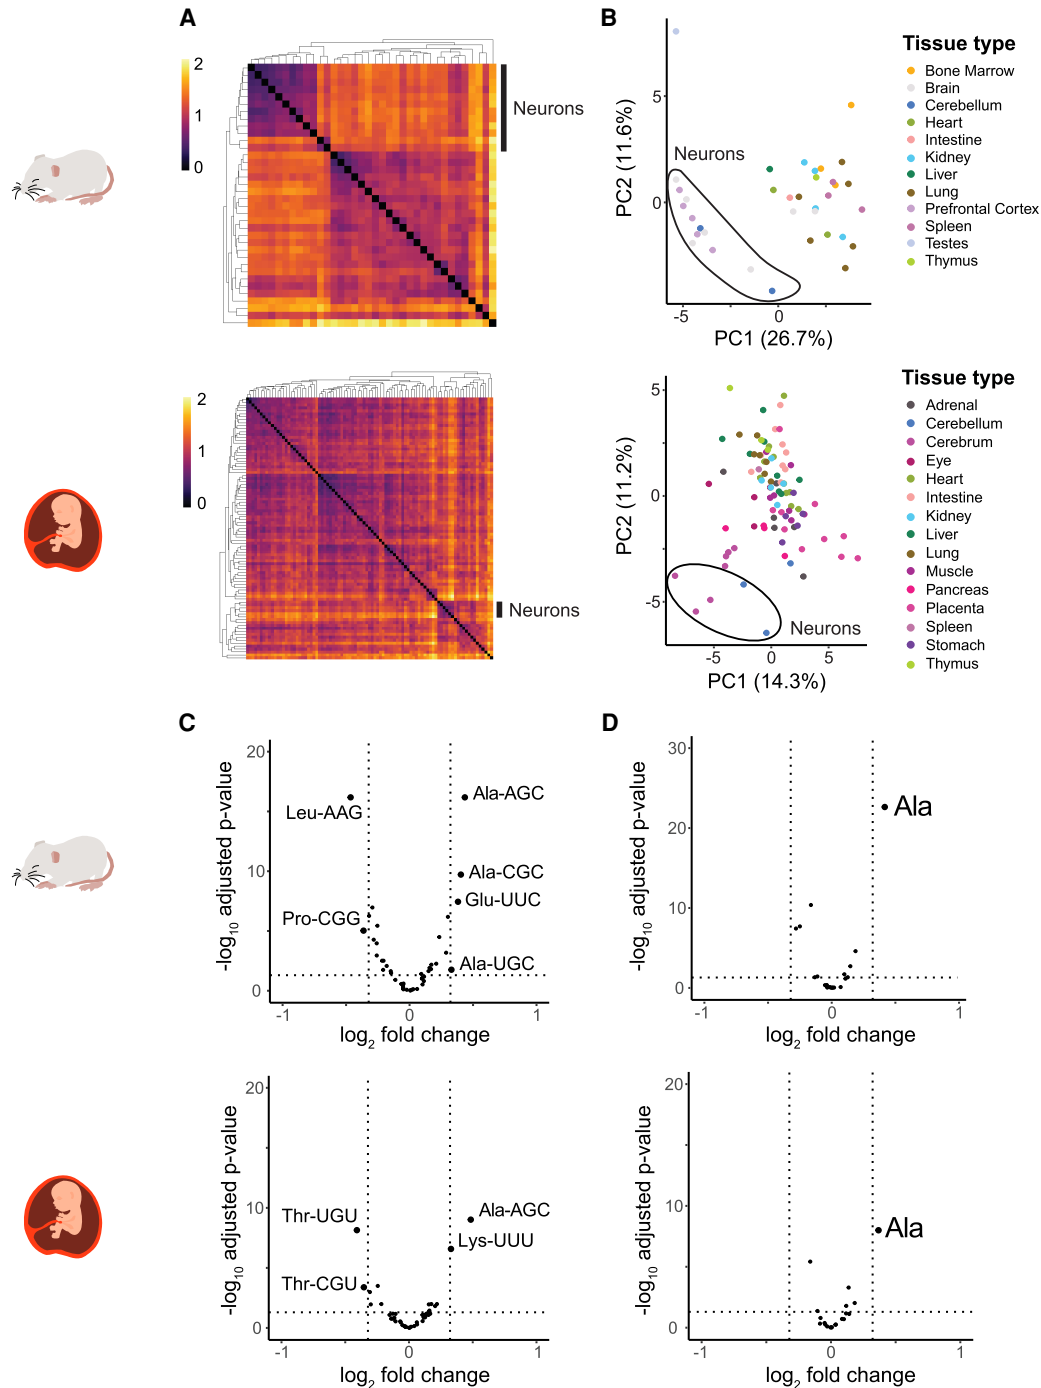 A
2
1
0
Neurons
B
PC2 (11.6%)
5
0
Neurons
-5
0
PC1 (26.7%)
Tissue type
Bone Marrow
Brain
Cerebellum
Heart
Intestine
Kidney
Liver
Lung
Prefrontal Cortex
Spleen
Testes
Thymus
2
1
0
Neurons
PC2 (11.2%)
5
0
-5
Neurons
-5
0
5
PC1 (14.3%)
Tissue type
Adrenal
Cerebellum
Cerebrum
Eye
Heart
Intestine
Kidney
Liver
Lung
Muscle
Pancreas
Placenta
Spleen
Stomach
Thymus
C
-log10 adjusted p-value
20
10
0
Leu-AAG
Ala-AGC
Ala-CGC
Glu-UUC
Pro-CGG
Ala-UGC
-1
0
1
log2 fold change
D
-log10 adjusted p-value
30
20
10
0
Ala
-1
0
1
log2 fold change
-log10 adjusted p-value
20
10
0
Thr-UGU
Ala-AGC
Lys-UUU
Thr-CGU
-1
0
1
log2 fold change
-log10 adjusted p-value
20
10
0
Ala
-1
0
1
log2 fold change